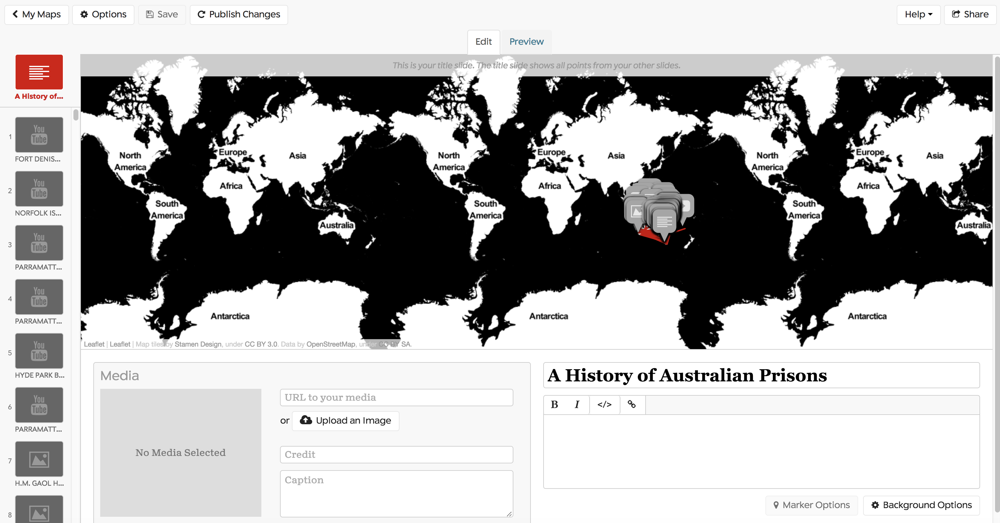 My Maps Options Save Publish Changes Help Share
Edit Preview
This is your title slide. The title slide shows all points from your other slides.
A History of...
1
You
Tube
FORT DENIS...
2
You
Tube
NORFOLK IS...
3
You
Tube
PARRAMATT...
4
You
Tube
PARRAMATT...
5
You
Tube
HYDE PARK B...
6
You
Tube
PARRAMATT...
7
H.M. GAOL H...
8
North
America
Europe
Asia
Africa
South
America
Australia
Antarctica
North
America
Europe
Asia
Africa
South
America
Antarctica
North
America
Europe
Asia
Africa
South
America
Australia
Antarctica
Leaflet | Leaflet | Map tiles by Stamen Design, under CC BY 3.0. Data by OpenStreetMap, under CC BY SA.
Media
No Media Selected
URL to your media
or Upload an Image
Credit
Caption
A History of Australian Prisons
B I </>
Marker Options Background Options